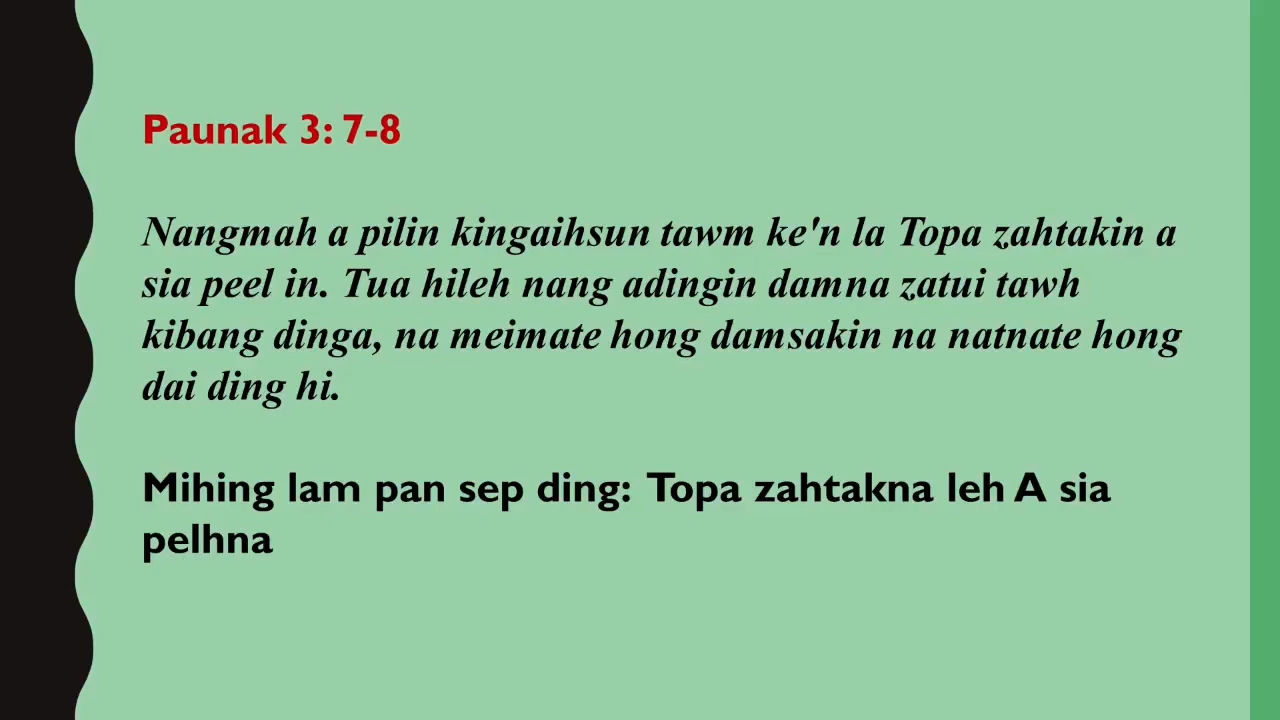 Paunak 3: 7-8
Nangmah a pilin kingaihsun tawm ke'n la Topa zahtakin a
sia peel in. Tua hileh nang adingin damna zatui tawh
kibang dinga, na meimate hong damsakin na natnate hong
dai ding hi.
Mihing lam pan sep ding: Topa zahtakna leh A sia
pelhna